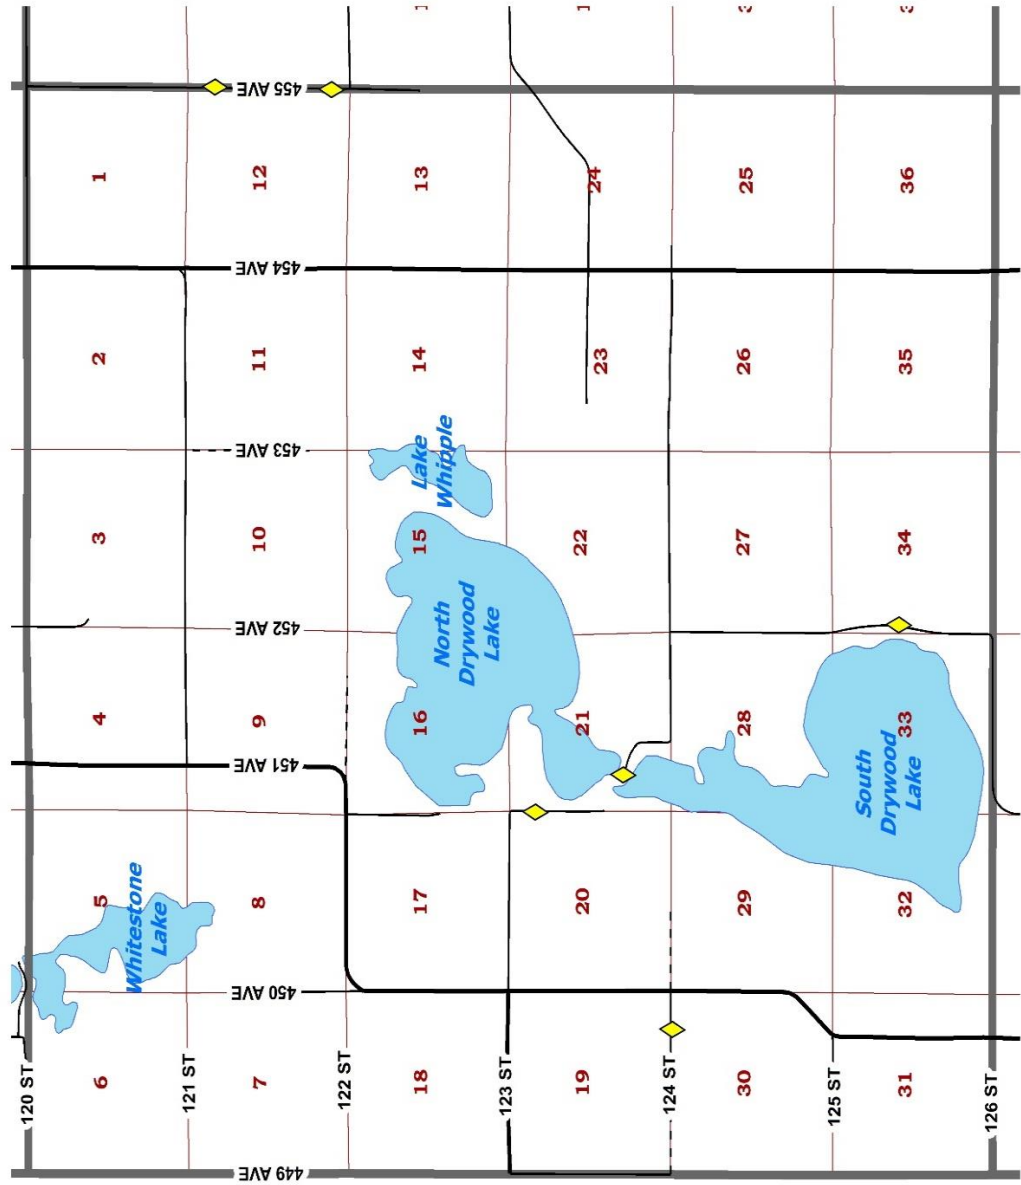 455 AVE
1
12
13
24
25
36
454 AVE
2
11
14
23
26
35
453 AVE
Lake
Whipple
3
10
15
22
27
34
452 AVE
North
Drywood
Lake
4
9
16
21
28
33
451 AVE
South
Drywood
Lake
5
8
17
20
29
32
Whitestone
Lake
450 AVE
6
7
18
19
30
31
120 ST
121 ST
122 ST
123 ST
124 ST
125 ST
126 ST
449 AVE